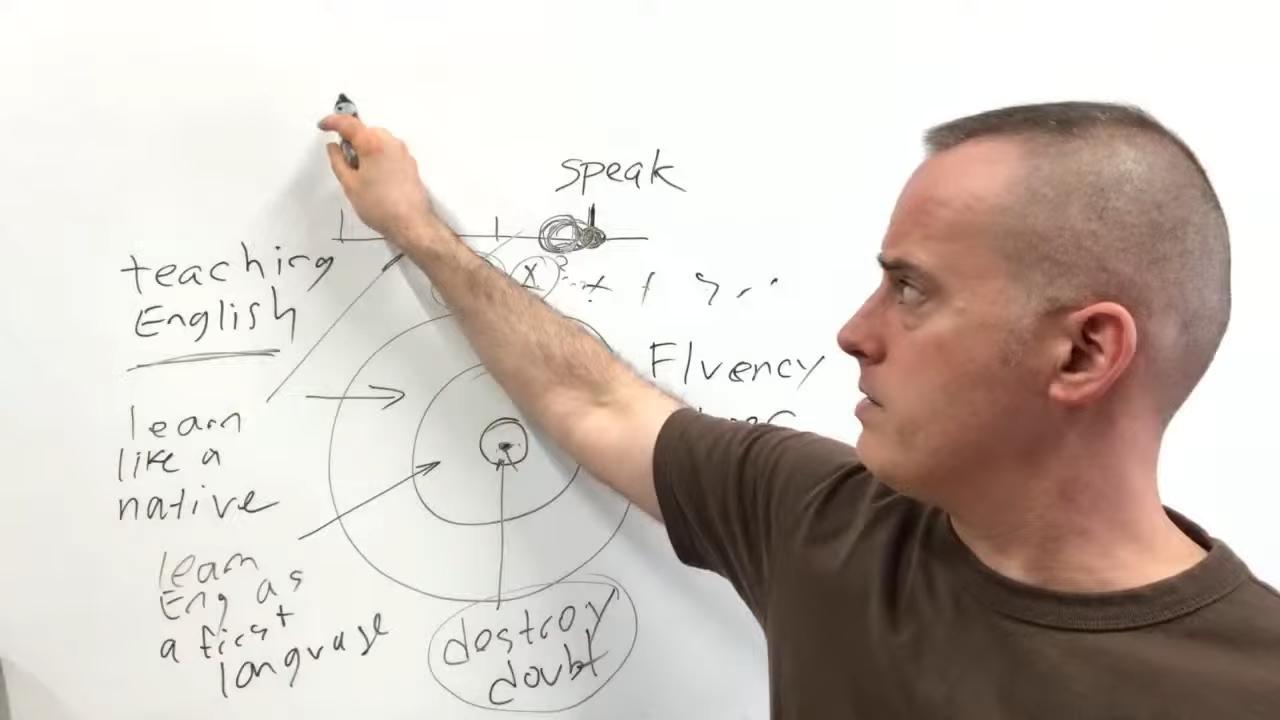 speak
teaching
English
X ?
Fluency
learn
like a
native
learn
Eng as
a first
language
destroy
doubt